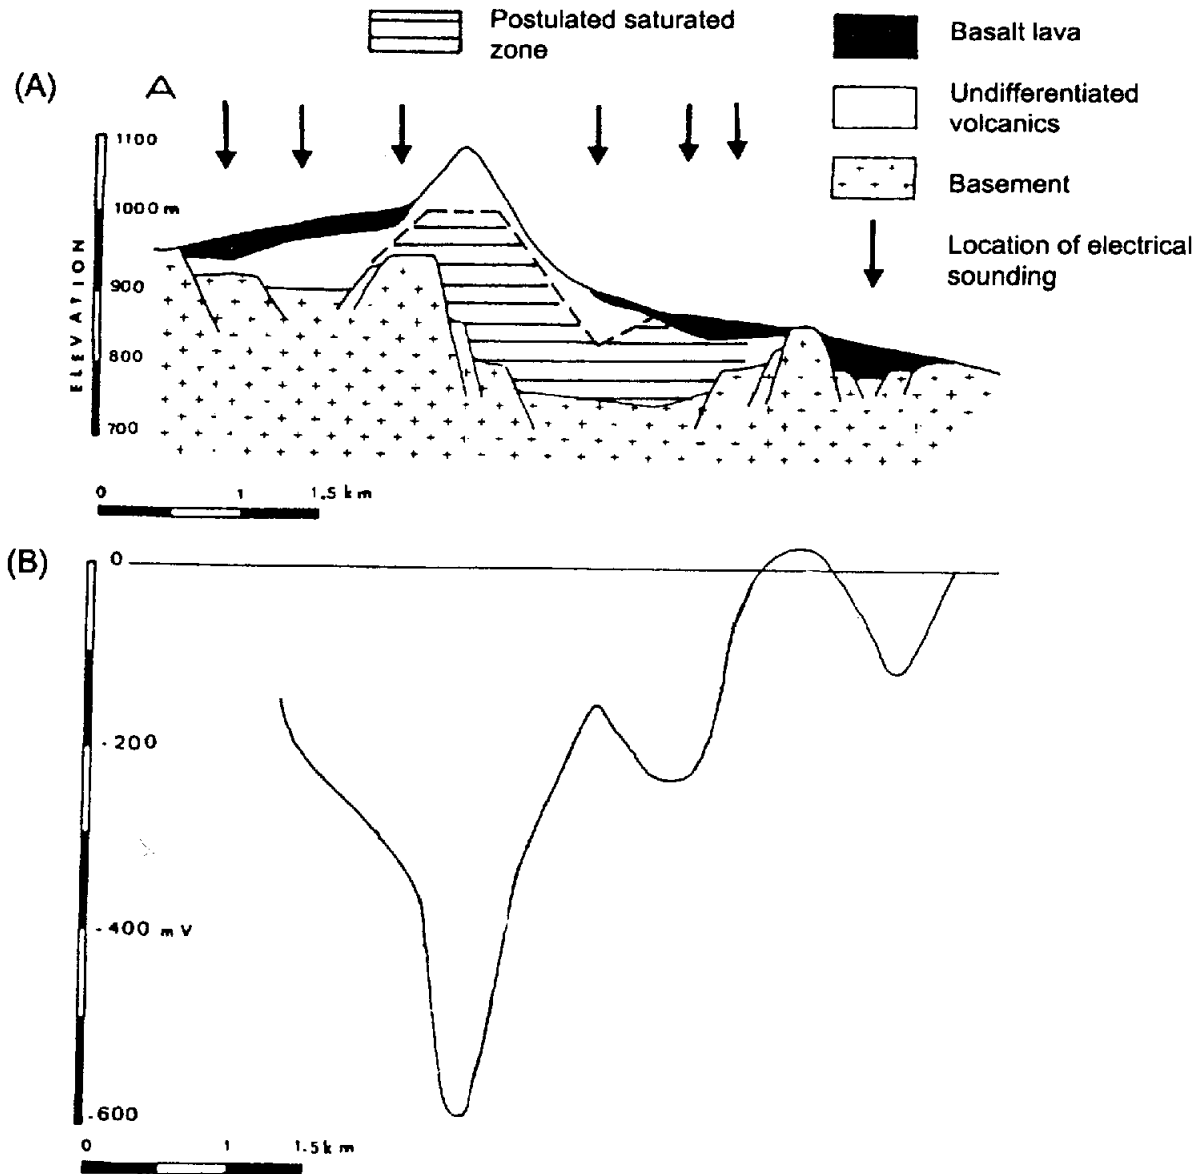 Postulated saturated
zone
Basalt lava
Undifferentiated
volcanics
Basement
Location of electrical
sounding
(A)
1100
1000 m
900
800
700
ELEVATION
0 1 1.5 km
(B)
0
-200
-400 mV
-600
0 1 1.5 km